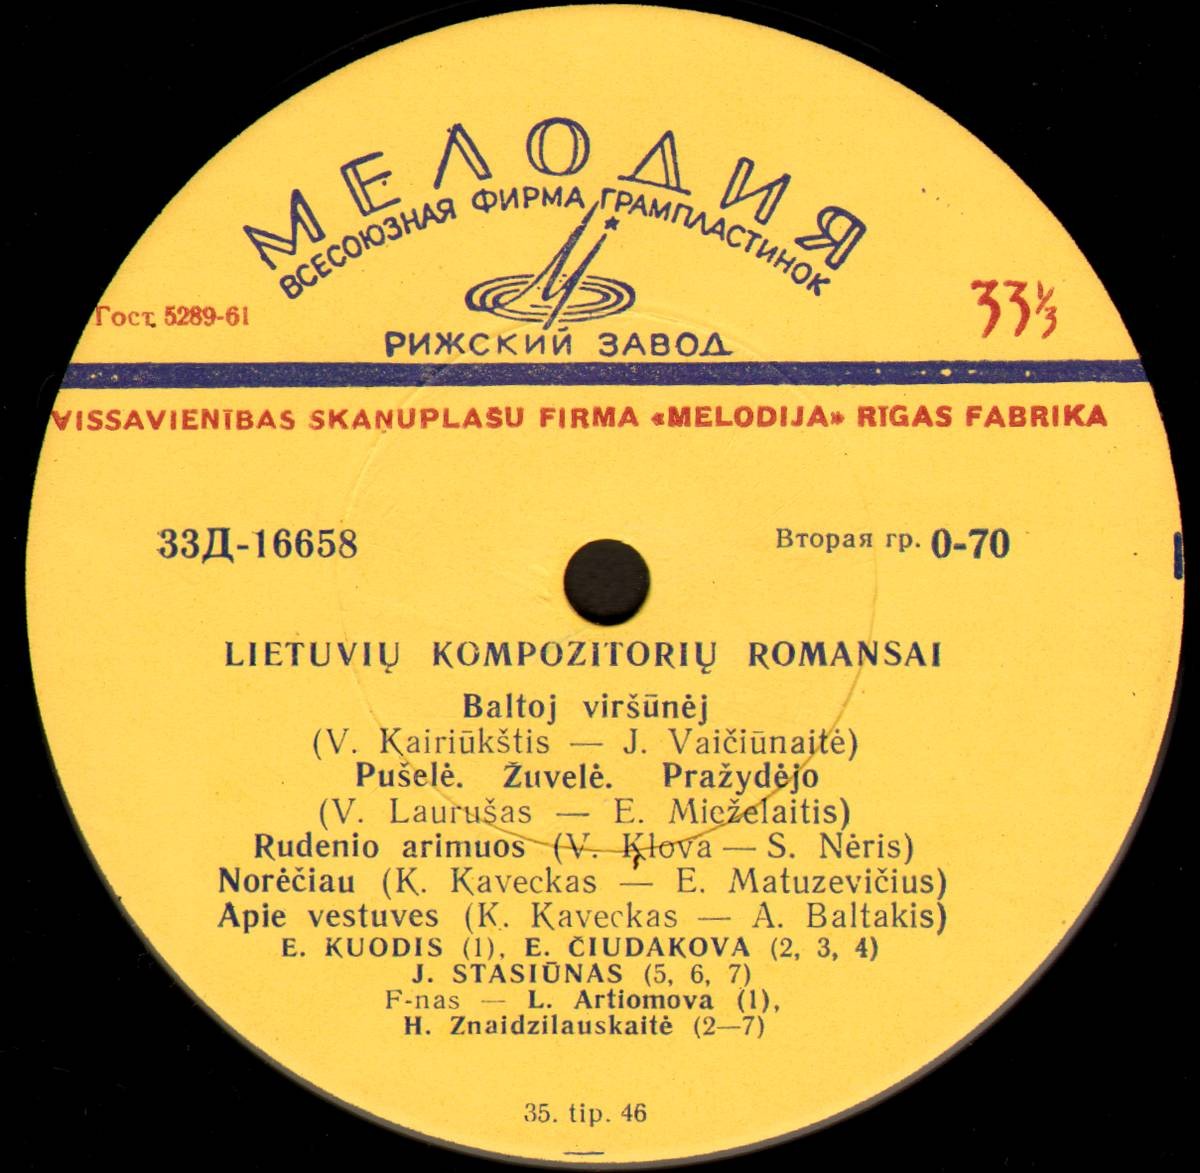 МЕЛОДИЯ
ВСЕСОЮЗНАЯ ФИРМА ГРАМПЛАСТИНОК
Гост. 5289-61
33⅓
РИЖСКИЙ ЗАВОД
VISSAVIENĪBAS SKAŅUPLAŠU FIRMA «MELODIJA» RĪGAS FABRIKA
33Д-16658
Вторая гр. 0-70
LIETUVIŲ KOMPOZITORIŲ ROMANSAI
Baltoj viršūnėj
(V. Kairiūkštis — J. Vaičiūnaitė)
Pušelė. Žuvelė. Pražydėjo
(V. Laurušas — E. Mieželaitis)
Rudenio arimuos (V. Klova — S. Nėris)
Norėčiau (K. Kaveckas — E. Matuzevičius)
Apie vestuves (K. Kaveckas — A. Baltakis)
E. KUODIS (1), E. ČIUDAKOVA (2, 3, 4)
J. STASIŪNAS (5, 6, 7)
F-nas — L. Artiomova (1),
H. Znaidzilauskaitė (2—7)
35. tip. 46